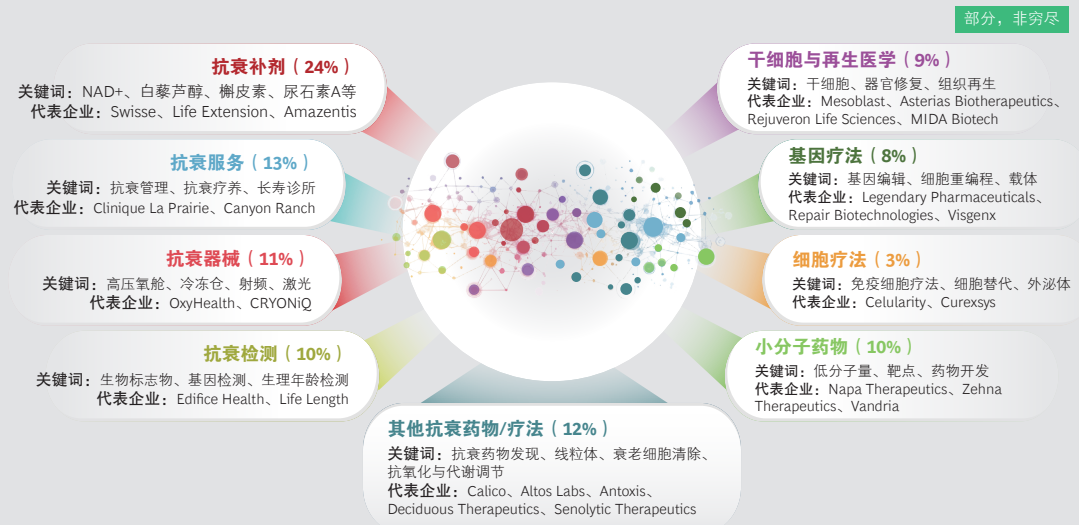 部分，非穷尽
抗衰补剂（24%）
关键词：NAD+、白藜芦醇、槲皮素、尿石素A等
代表企业：Swisse、Life Extension、Amazentis
抗衰服务（13%）
关键词：抗衰管理、抗衰疗养、长寿诊所
代表企业：Clinique La Prairie、Canyon Ranch
抗衰器械（11%）
关键词：高压氧舱、冷冻仓、射频、激光
代表企业：OxyHealth、CRYONiQ
抗衰检测（10%）
关键词：生物标志物、基因检测、生理年龄检测
代表企业：Edifice Health、Life Length
干细胞与再生医学（9%）
关键词：干细胞、器官修复、组织再生
代表企业：Mesoblast、Asterias Biotherapeutics、
Rejuveron Life Sciences、MIDA Biotech
基因疗法（8%）
关键词：基因编辑、细胞重编程、载体
代表企业：Legendary Pharmaceuticals、
Repair Biotechnologies、Visgenx
细胞疗法（3%）
关键词：免疫细胞疗法、细胞替代、外泌体
代表企业：Celularity、Curexsys
小分子药物（10%）
关键词：低分子量、靶点、药物开发
代表企业：Napa Therapeutics、Zehna
Therapeutics、Vandria
其他抗衰药物/疗法（12%）
关键词：抗衰药物发现、线粒体、衰老细胞清除、
抗氧化与代谢调节
代表企业：Calico、Altos Labs、Antoxis、
Deciduous Therapeutics、Senolytic Therapeutics